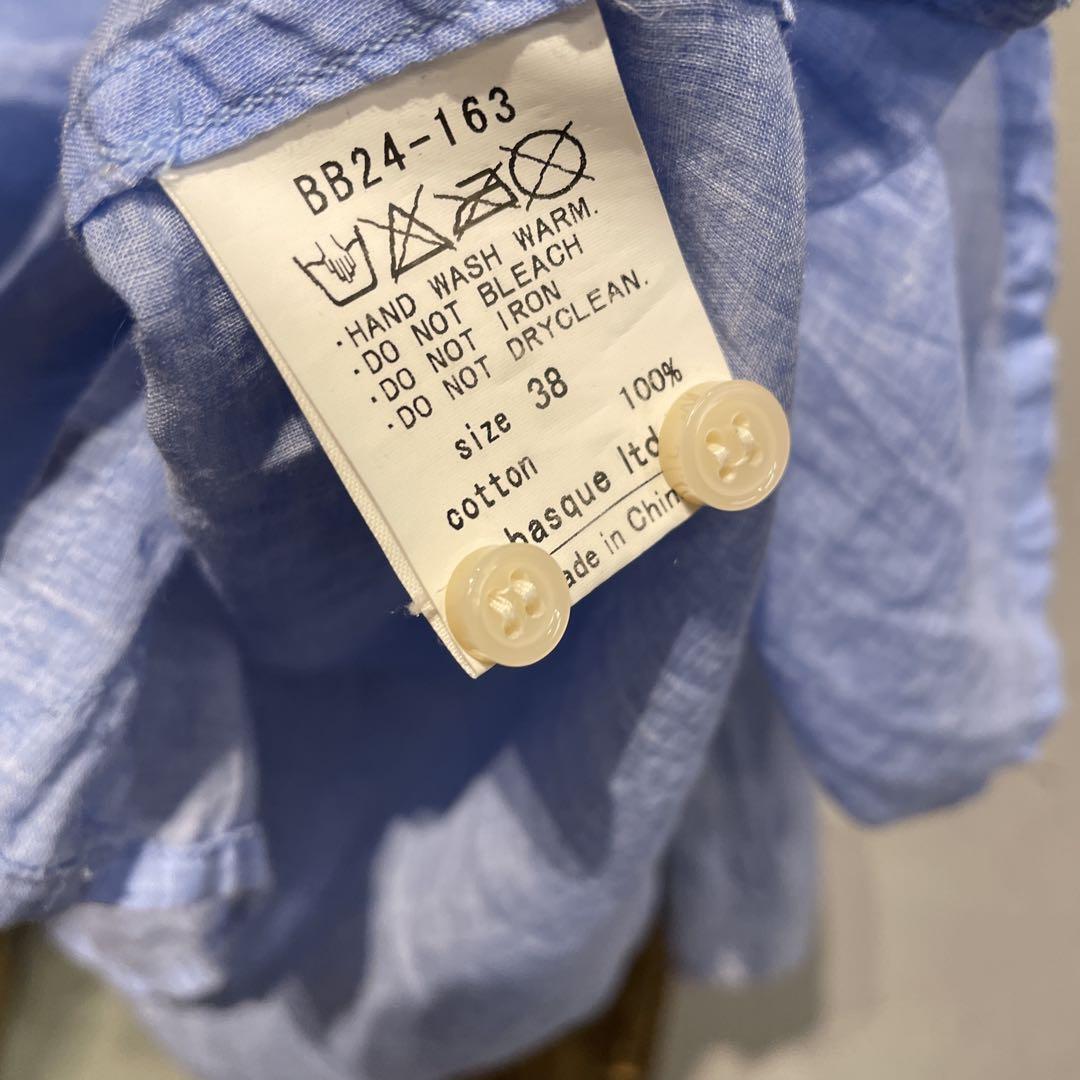 BB24-163
·HAND WASH WARM.
·DO NOT BLEACH
·DO NOT IRON
·DO NOT DRYCLEAN.
size 38
cotton 100%
basque ltd
in